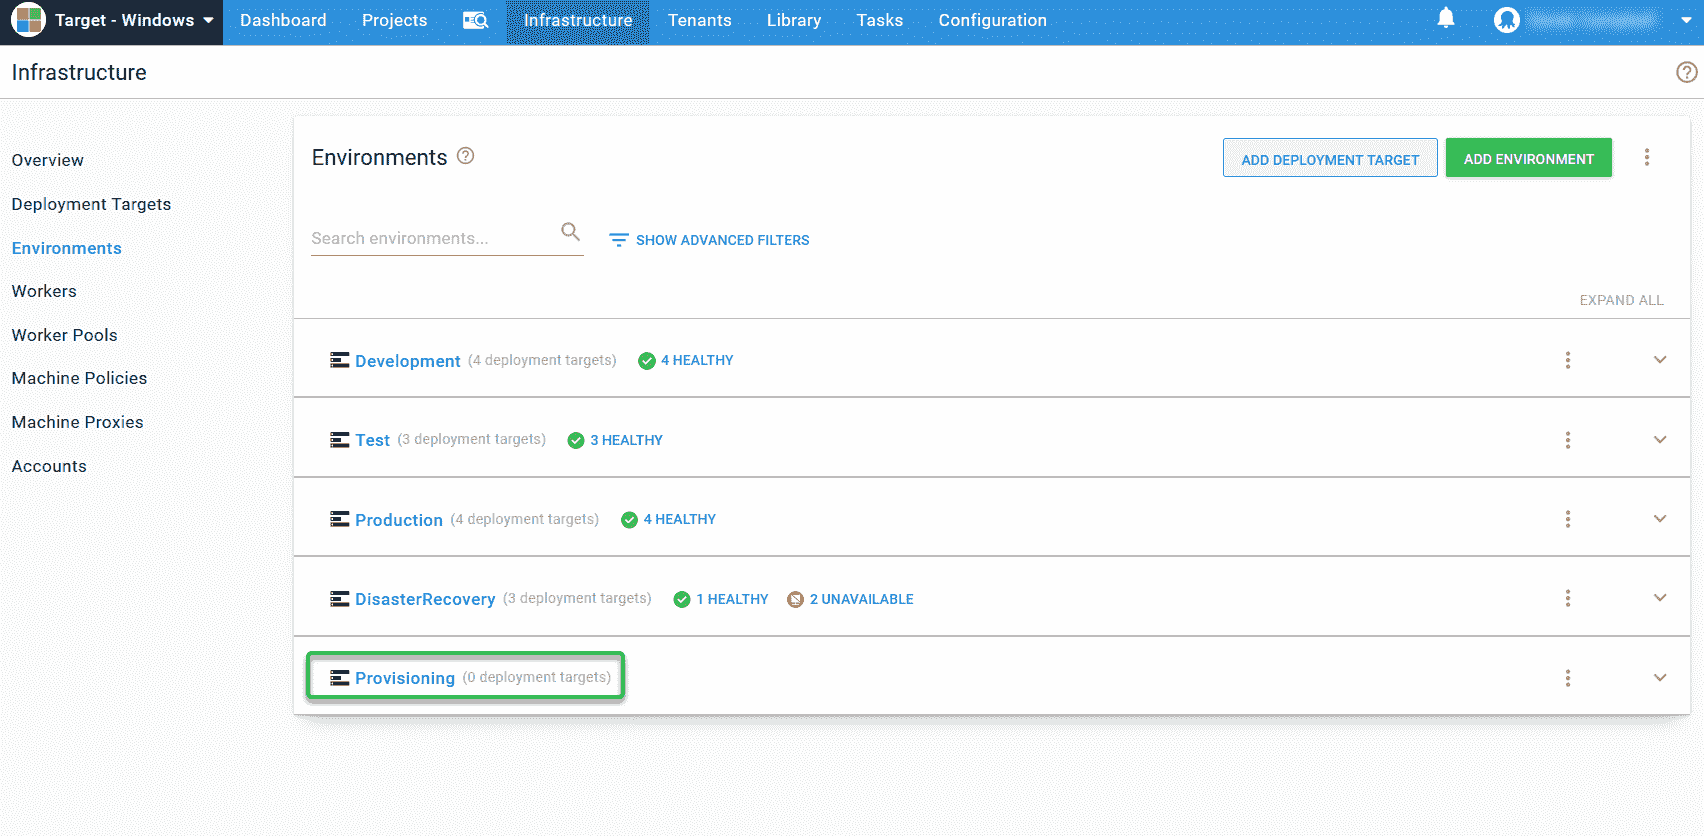 Target - Windows Dashboard Projects Infrastructure Tenants Library Tasks Configuration
Infrastructure
Overview
Deployment Targets
Environments
Workers
Worker Pools
Machine Policies
Machine Proxies
Accounts
Environments
ADD DEPLOYMENT TARGET ADD ENVIRONMENT
Search environments... SHOW ADVANCED FILTERS
EXPAND ALL
Development (4 deployment targets) 4 HEALTHY
Test (3 deployment targets) 3 HEALTHY
Production (4 deployment targets) 4 HEALTHY
DisasterRecovery (3 deployment targets) 1 HEALTHY 2 UNAVAILABLE
Provisioning (0 deployment targets)